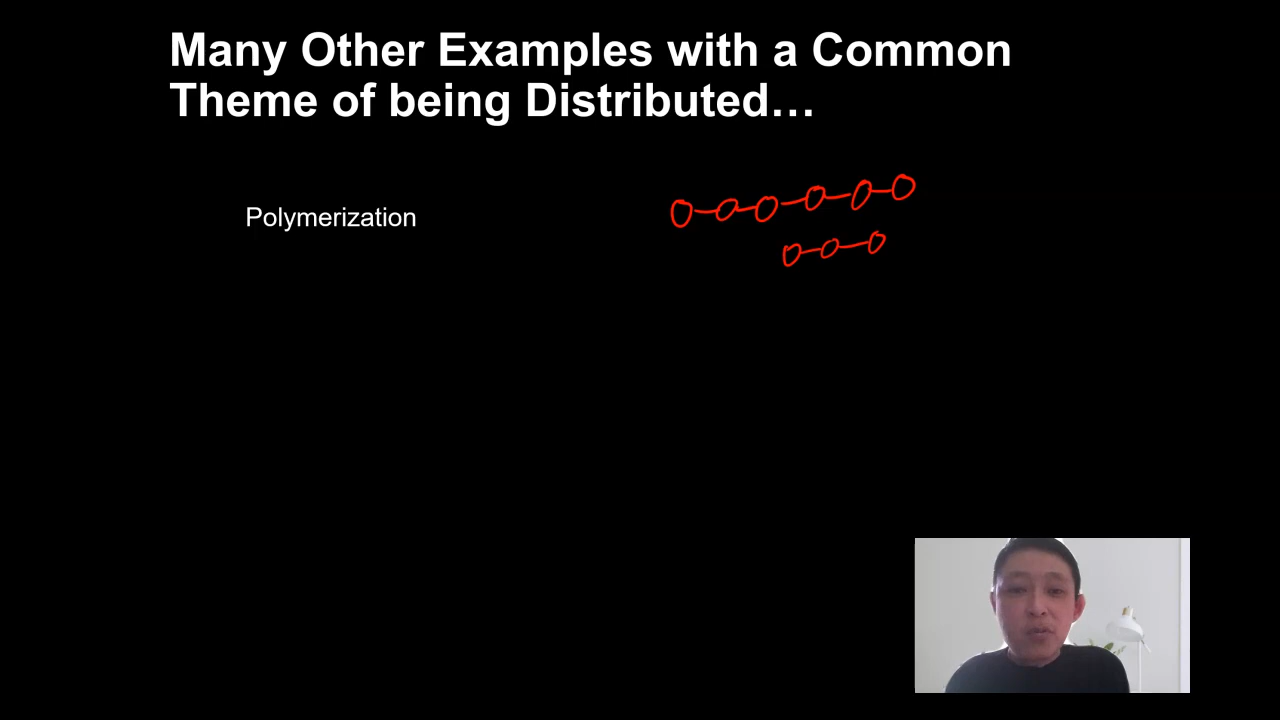 Many Other Examples with a Common
Theme of being Distributed…
Polymerization